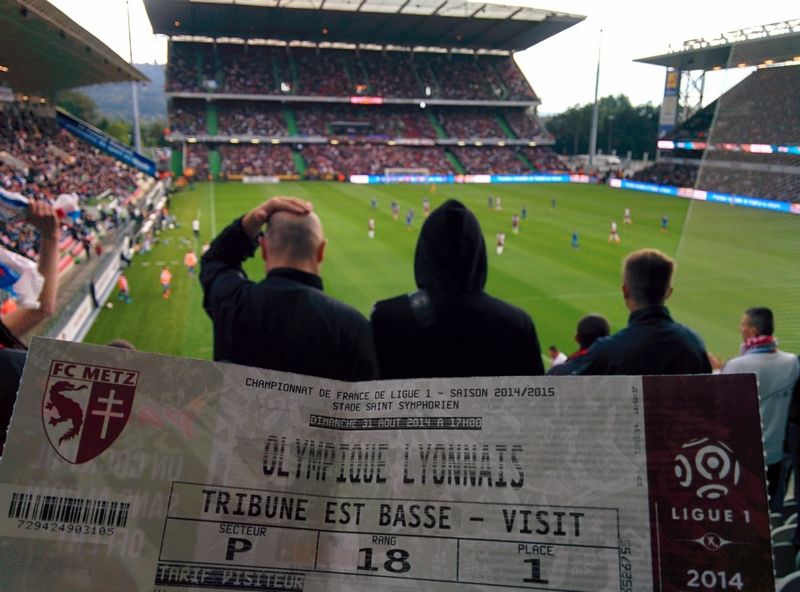 FC METZ
CHAMPIONNAT DE FRANCE DE LIGUE 1 - SAISON 2014/2015
STADE SAINT SYMPHORIEN
DIMANCHE 31 AOUT 2014 A 17H00
OLYMPIQUE LYONNAIS
TRIBUNE EST BASSE - VISIT
SECTEUR RANG PLACE
P 18 1
TARIF VISITEUR
729424903105
LIGUE 1
2014